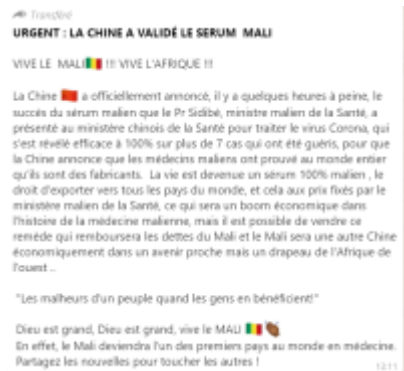 Transféré
URGENT : LA CHINE A VALIDÉ LE SERUM MALI
VIVE LE MALI🇲🇱 !!! VIVE L'AFRIQUE !!!
La Chine 🇨🇳 a officiellement annoncé, il y a quelques heures à peine, le
succès du sérum malien que le Pr Sidibé, ministre malien de la Santé, a
présenté au ministère chinois de la Santé pour traiter le virus Corona, qui
s'est révélé efficace à 100% sur plus de 7 cas qui ont été guéris, pour que
la Chine annonce que les médecins maliens ont prouvé au monde entier
qu'ils sont des fabricants. La vie est devenue un sérum 100% malien , le
droit d'exporter vers tous les pays du monde, et cela aux prix fixés par le
ministère malien de la Santé, ce qui sera un boom économique dans
l'histoire de la médecine malienne, mais il est possible de vendre ce
remède qui remboursera les dettes du Mali et le Mali sera une autre Chine
économiquement dans un avenir proche mais un drapeau de l'Afrique de
l'ouest ..
"Les malheurs d'un peuple quand les gens en bénéficient!"
Dieu est grand, Dieu est grand, vive le MALI 🇲🇱
En effet, le Mali deviendra l'un des premiers pays au monde en médecine.
Partagez les nouvelles pour toucher les autres !
13:11